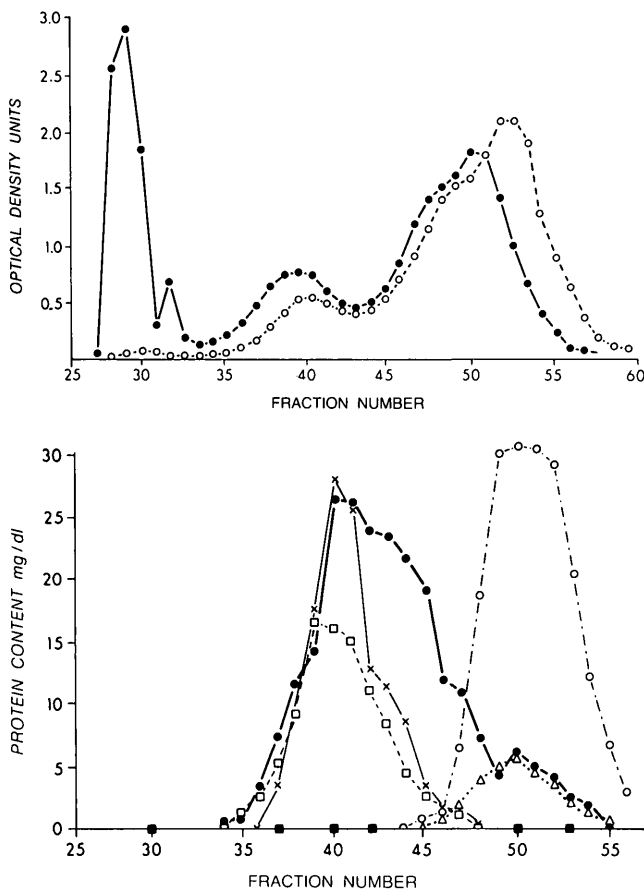 3.0
2.5
2.0
1.5
1.0
0.5
OPTICAL DENSITY UNITS
25 30 35 40 45 50 55 60
FRACTION NUMBER
30
25
20
15
10
5
0
PROTEIN CONTENT mg/dl
25 30 35 40 45 50 55
FRACTION NUMBER